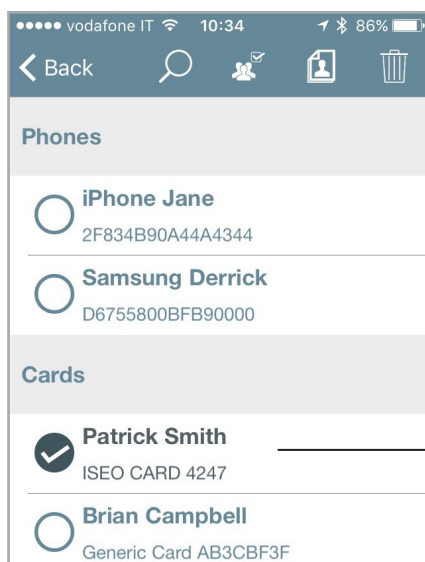 vodafone IT 10:34 86%
Back
Phones
iPhone Jane
2F834B90A44A4344
Samsung Derrick
D6755800BFB90000
Cards
Patrick Smith
ISEO CARD 4247
Brian Campbell
Generic Card AB3CBF3F